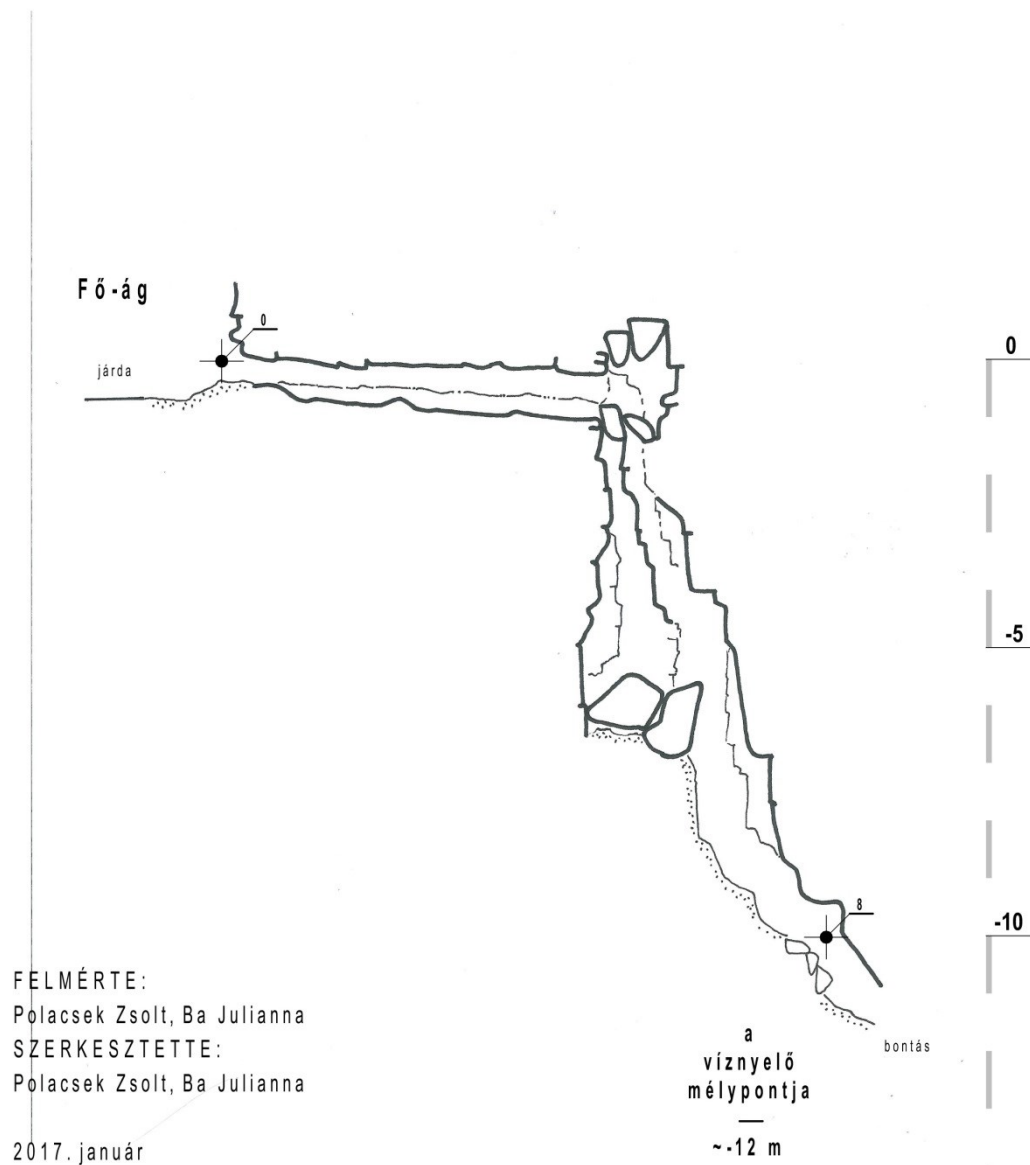 Fő-ág
0
járda
0
-5
8
-10
FELMÉRTE:
Polacsek Zsolt, Ba Julianna
SZERKESZTETTE:
Polacsek Zsolt, Ba Julianna
2017. január
a
víznyelő
mélypontja
~-12 m
bontás